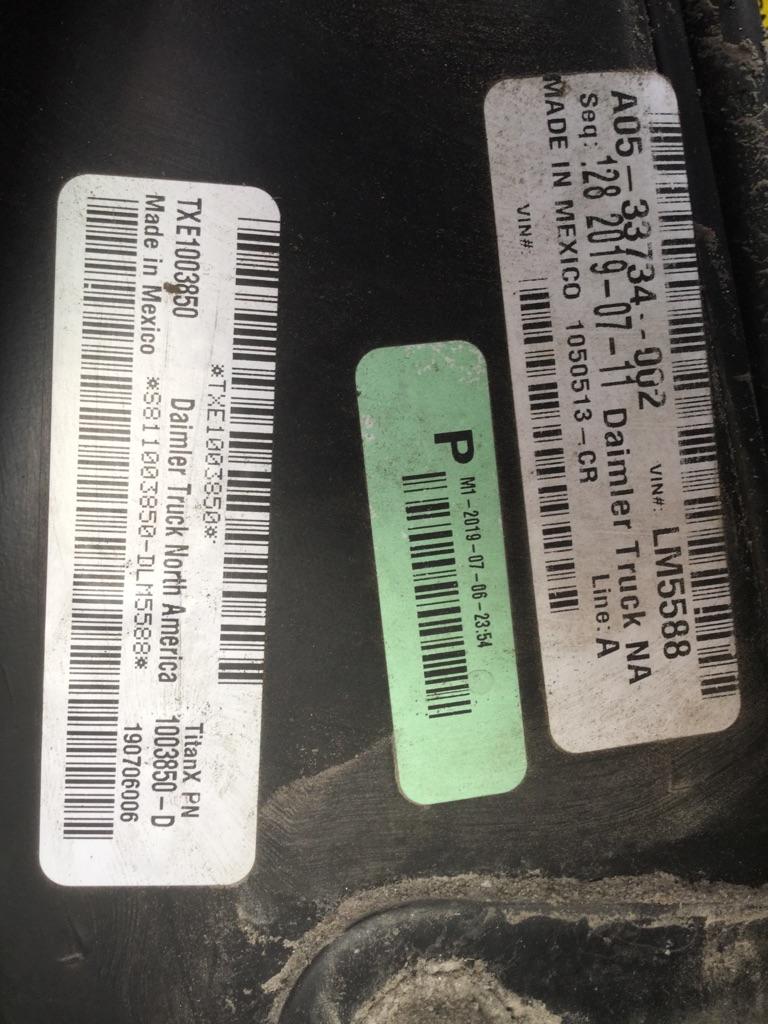 A05-33734-002
VIN#: LM5588
Seq: 128 2019-07-11 Daimler Truck NA
MADE IN MEXICO 1050513-CR Line: A
VIN#:
P
M1-2019-07-06-23:54
*TXE1003850*
TXE1003850 Daimler Truck North America TitanX PN
1003850-D
Made in Mexico *S811003850-DLM5588* 190706006